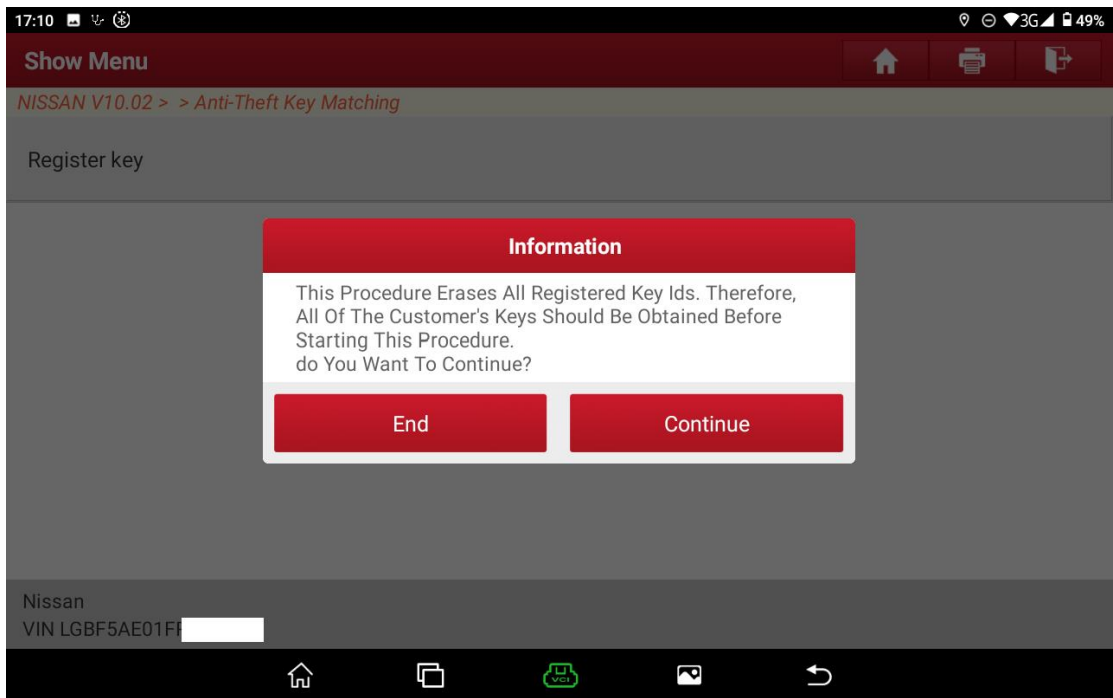 17:10 3G 49%
Show Menu
NISSAN V10.02 > > Anti-Theft Key Matching
Register key
Information
This Procedure Erases All Registered Key Ids. Therefore,
All Of The Customer's Keys Should Be Obtained Before
Starting This Procedure.
do You Want To Continue?
End Continue
Nissan
VIN LGBF5AE01F
VCI